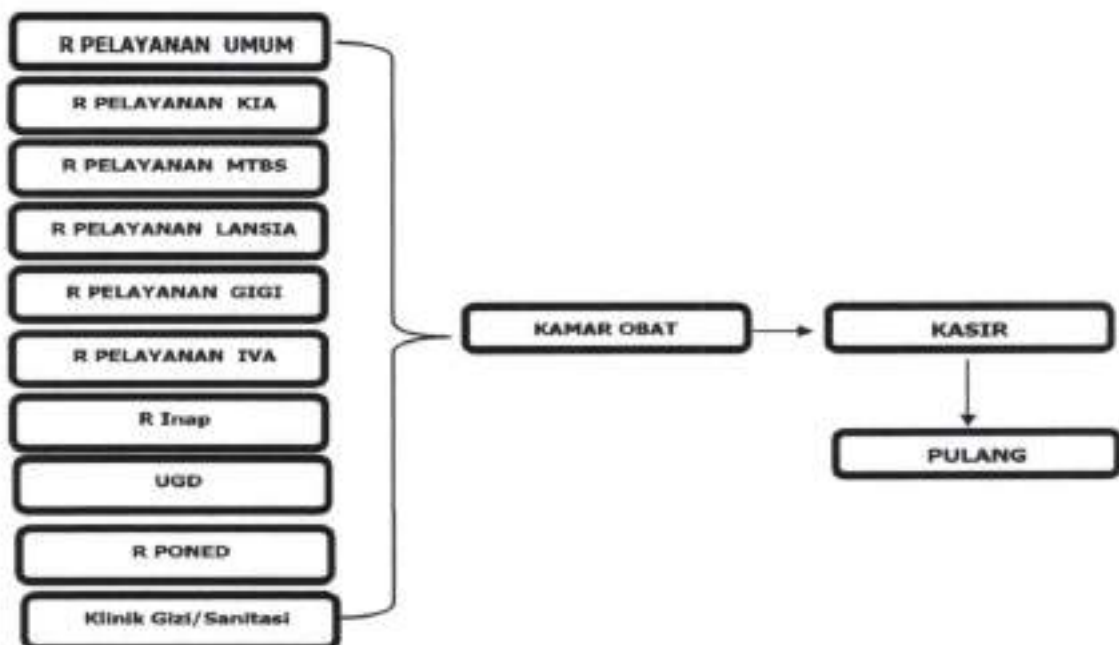 R PELAYANAN UMUM
R PELAYANAN KIA
R PELAYANAN MTBS
R PELAYANAN LANSIA
R PELAYANAN GIGI
R PELAYANAN IVA
R Inap
UGD
R PONED
Klinik Gizi/Sanitasi
KAMAR OBAT
KASIR
PULANG